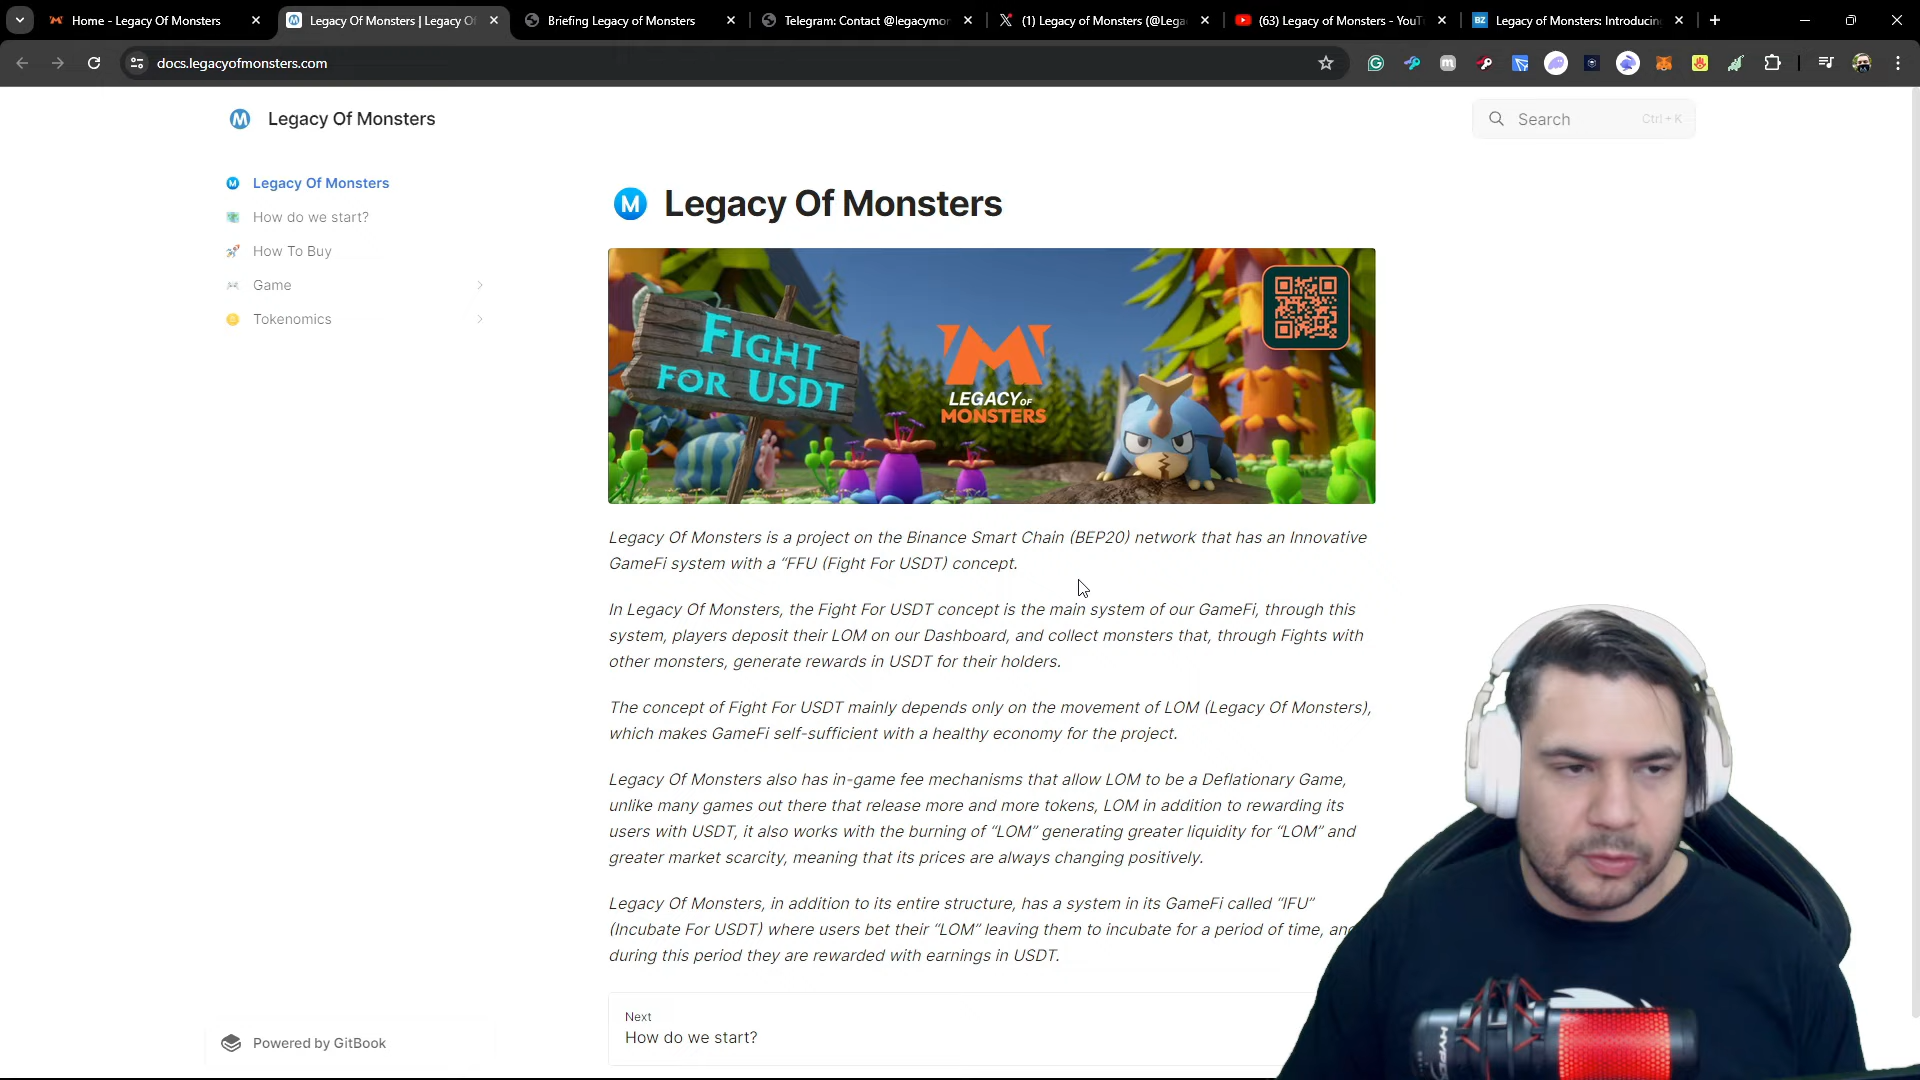 Home - Legacy Of Monsters
Legacy Of Monsters | Legacy Of
Briefing Legacy of Monsters
Telegram: Contact @legacymon
(1) Legacy of Monsters (@Lega
(63) Legacy of Monsters - YouT
Legacy of Monsters: Introducin
docs.legacyofmonsters.com
Legacy Of Monsters
Search
Ctrl + K
Legacy Of Monsters
How do we start?
How To Buy
Game
Tokenomics
Legacy Of Monsters
FIGHT
FOR USDT
LEGACY OF
MONSTERS
Legacy Of Monsters is a project on the Binance Smart Chain (BEP20) network that has an Innovative
GameFi system with a “FFU (Fight For USDT) concept.
In Legacy Of Monsters, the Fight For USDT concept is the main system of our GameFi, through this
system, players deposit their LOM on our Dashboard, and collect monsters that, through Fights with
other monsters, generate rewards in USDT for their holders.
The concept of Fight For USDT mainly depends only on the movement of LOM (Legacy Of Monsters),
which makes GameFi self-sufficient with a healthy economy for the project.
Legacy Of Monsters also has in-game fee mechanisms that allow LOM to be a Deflationary Game,
unlike many games out there that release more and more tokens, LOM in addition to rewarding its
users with USDT, it also works with the burning of “LOM” generating greater liquidity for “LOM” and
greater market scarcity, meaning that its prices are always changing positively.
Legacy Of Monsters, in addition to its entire structure, has a system in its GameFi called “IFU”
(Incubate For USDT) where users bet their “LOM” leaving them to incubate for a period of time, and
during this period they are rewarded with earnings in USDT.
Next
How do we start?
Powered by GitBook
HYPERX